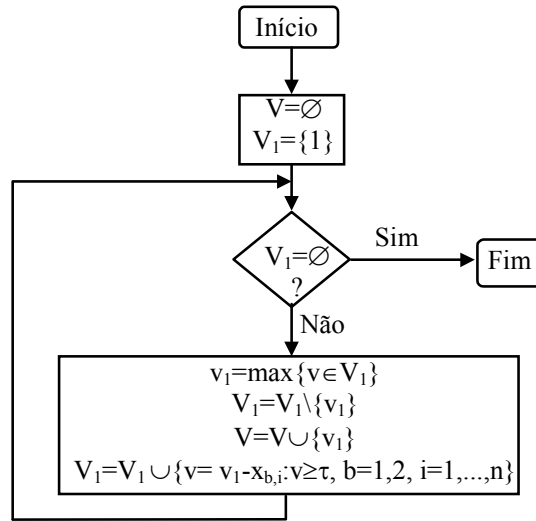 Início
V=∅
V₁={1}
V₁=∅
?
Sim
Fim
Não
v₁=max{v∈V₁}
V₁=V₁\{v₁}
V=V∪{v₁}
V₁=V₁ ∪{v= v₁-x_b,i:v≥τ, b=1,2, i=1,...,n}